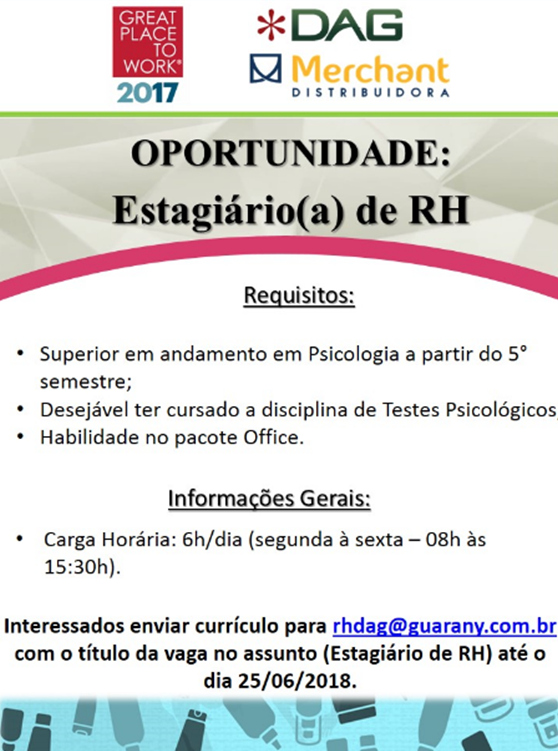 GREAT
PLACE
TO
WORK®
2017
DAG
Merchant
DISTRIBUIDORA
OPORTUNIDADE:
Estagiário(a) de RH
Requisitos:
• Superior em andamento em Psicologia a partir do 5°
semestre;
• Desejável ter cursado a disciplina de Testes Psicológicos,
• Habilidade no pacote Office.
Informações Gerais:
• Carga Horária: 6h/dia (segunda à sexta – 08h às
15:30h).
Interessados enviar currículo para rhdag@guarany.com.br
com o título da vaga no assunto (Estagiário de RH) até o
dia 25/06/2018.